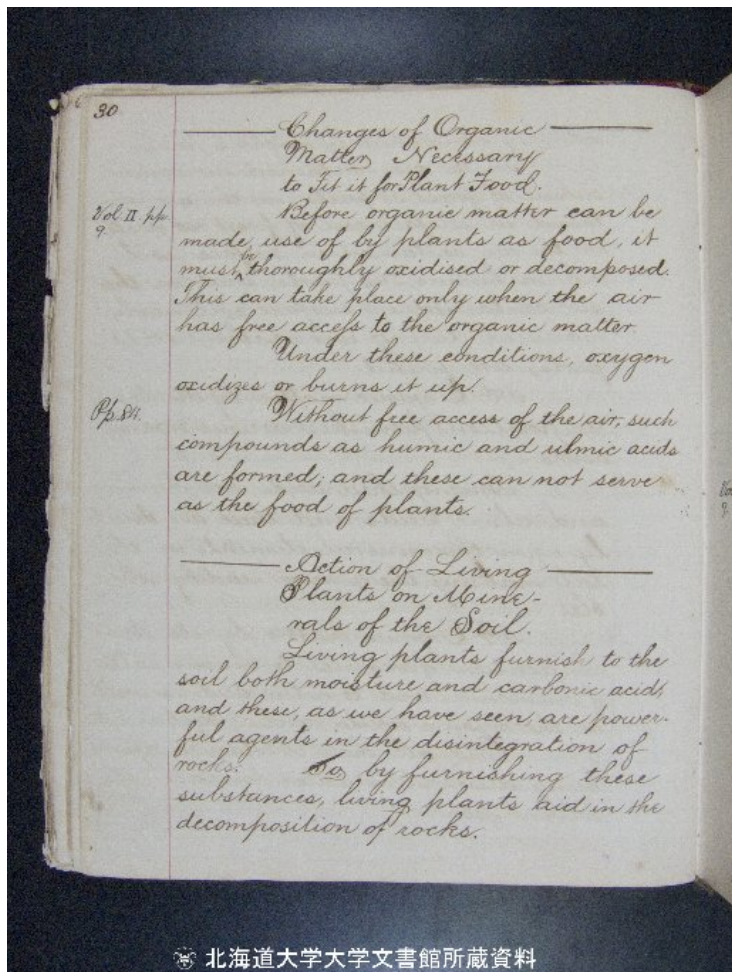 30
Changes of Organic
Matter Necessary
to Fit it for Plant Food.
Vol II. pp.
9.
Before organic matter can be
made use of by plants as food, it
must be thoroughly oxidised or decomposed.
This can take place only when the air
has free access to the organic matter.
Under these conditions, oxygen
oxidizes or burns it up.
Without free access of the air, such
compounds as humic and ulmic acids
are formed; and these can not serve
as the food of plants.
Action of Living
Plants on Mine-
rals of the Soil.
Living plants furnish to the
soil both moisture and carbonic acid,
and these, as we have seen, are power-
ful agents in the disintegration of
rocks. So by furnishing these
substances, living plants aid in the
decomposition of rocks.
北海道大学大学文書館所蔵資料